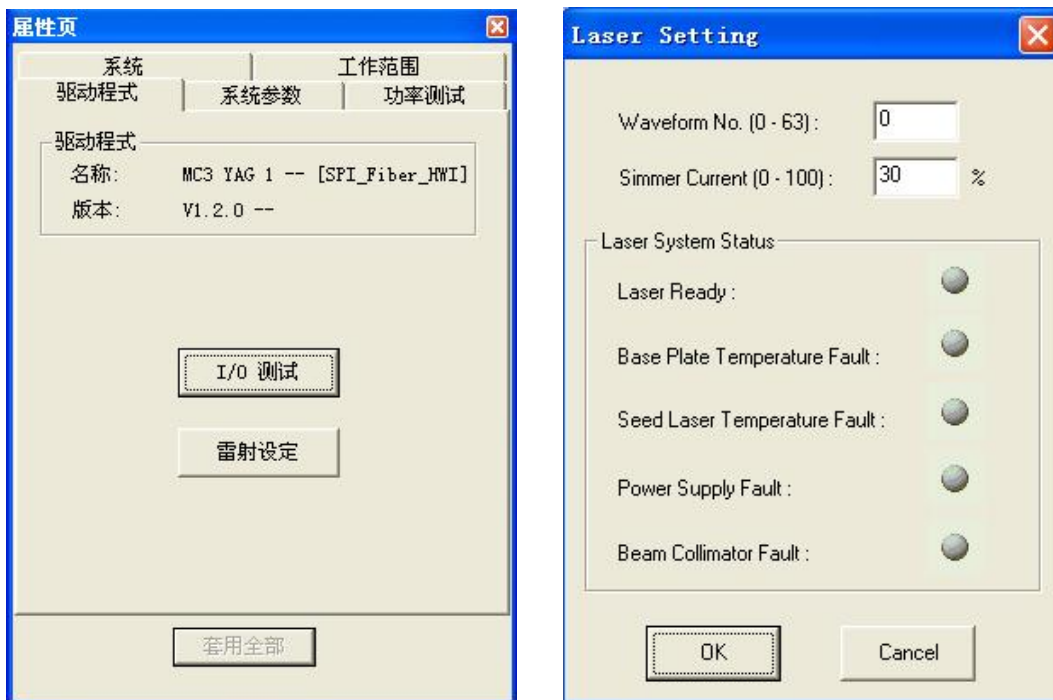 属性页
系统 工作范围
驱动程式 系统参数 功率测试
驱动程式
名称: MC3 YAG 1 -- [SPI_Fiber_HWI]
版本: V1.2.0 --
I/O 测试
雷射设定
套用全部
Laser Setting
Waveform No. (0 - 63) : 0
Simmer Current (0 - 100) : 30 %
Laser System Status
Laser Ready :
Base Plate Temperature Fault :
Seed Laser Temperature Fault :
Power Supply Fault :
Beam Collimator Fault :
OK Cancel